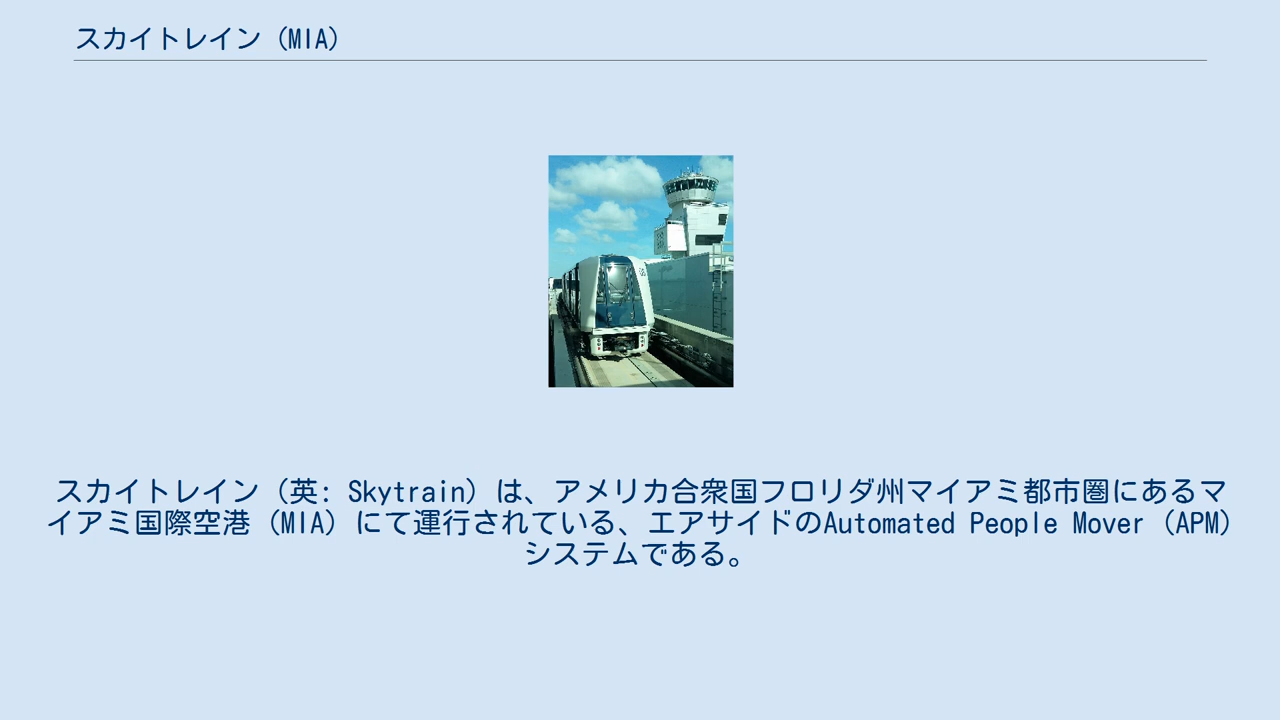 スカイトレイン (MIA)
スカイトレイン（英: Skytrain）は、アメリカ合衆国フロリダ州マイアミ都市圏にあるマ
イアミ国際空港（MIA）にて運行されている、エアサイドのAutomated People Mover（APM）
システムである。